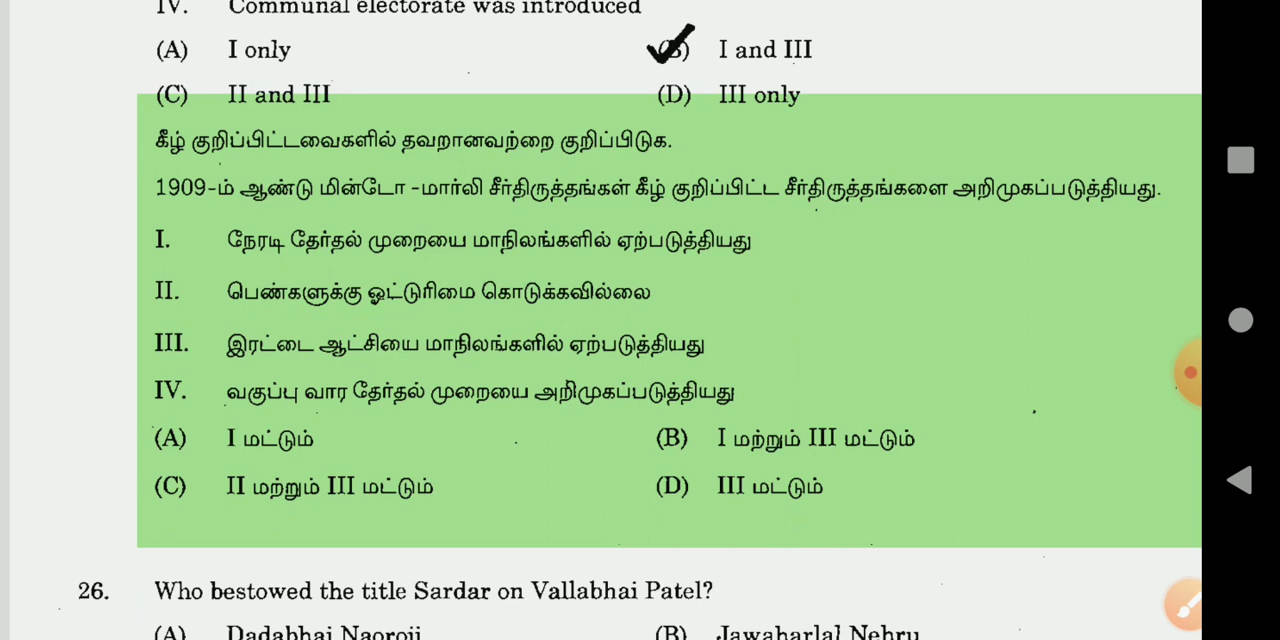 IV. Communal electorate was introduced
(A) I only (B) I and III
(C) II and III (D) III only
கீழ் குறிப்பிட்டவைகளில் தவறானவற்றை குறிப்பிடுக.
1909-ம் ஆண்டு மின்டோ -மார்லி சீர்திருத்தங்கள் கீழ் குறிப்பிட்ட சீர்திருத்தங்களை அறிமுகப்படுத்தியது.
I. நேரடி தேர்தல் முறையை மாநிலங்களில் ஏற்படுத்தியது
II. பெண்களுக்கு ஓட்டுரிமை கொடுக்கவில்லை
III. இரட்டை ஆட்சியை மாநிலங்களில் ஏற்படுத்தியது
IV. வகுப்பு வார தேர்தல் முறையை அறிமுகப்படுத்தியது
(A) I மட்டும் (B) I மற்றும் III மட்டும்
(C) II மற்றும் III மட்டும் (D) III மட்டும்
26. Who bestowed the title Sardar on Vallabhai Patel?
(A) Dadabhai Naoroji (B) Jawaharlal Nehru